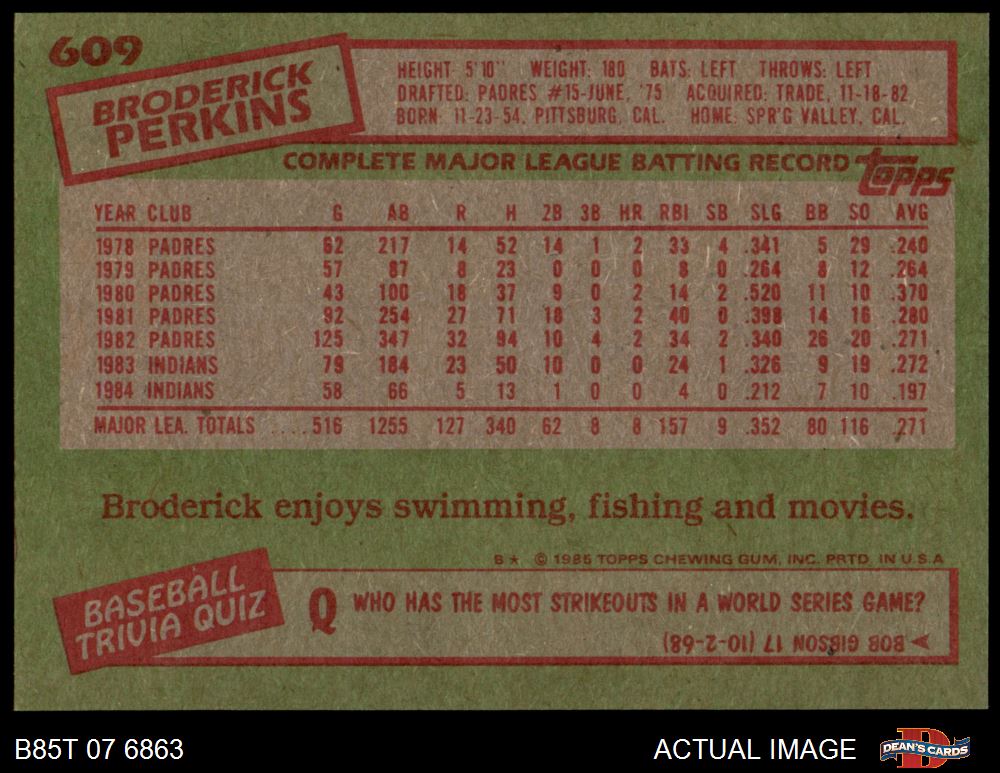 609
BRODERICK
PERKINS
HEIGHT: 5'10" WEIGHT: 180 BATS: LEFT THROWS: LEFT
DRAFTED: PADRES #15-JUNE, '75 ACQUIRED: TRADE, 11-18-82
BORN: 11-23-54, PITTSBURG, CAL. HOME: SPR'G VALLEY, CAL.
COMPLETE MAJOR LEAGUE BATTING RECORD
TOPPS
YEAR CLUB G AB R H 2B 3B HR RBI SB SLG BB SO AVG
1978 PADRES 62 217 14 52 14 1 2 33 4 .341 5 29 .240
1979 PADRES 57 87 8 23 0 0 0 8 0 .264 8 12 .264
1980 PADRES 43 100 18 37 9 0 2 14 2 .520 11 10 .370
1981 PADRES 92 254 27 71 18 3 2 40 0 .398 14 16 .280
1982 PADRES 125 347 32 94 10 4 2 34 2 .340 26 20 .271
1983 INDIANS 79 184 23 50 10 0 0 24 1 .326 9 19 .272
1984 INDIANS 58 66 5 13 1 0 0 4 0 .212 7 10 .197
MAJOR LEA. TOTALS ....516 1255 127 340 62 8 8 157 9 .352 80 116 .271
Broderick enjoys swimming, fishing and movies.
B★ © 1985 TOPPS CHEWING GUM, INC. PRTD. IN U.S.A
BASEBALL
TRIVIA QUIZ
Q WHO HAS THE MOST STRIKEOUTS IN A WORLD SERIES GAME?
BOB GIBSON 17 (10-2-68)
B85T 07 6863
ACTUAL IMAGE
DEAN'S CARDS